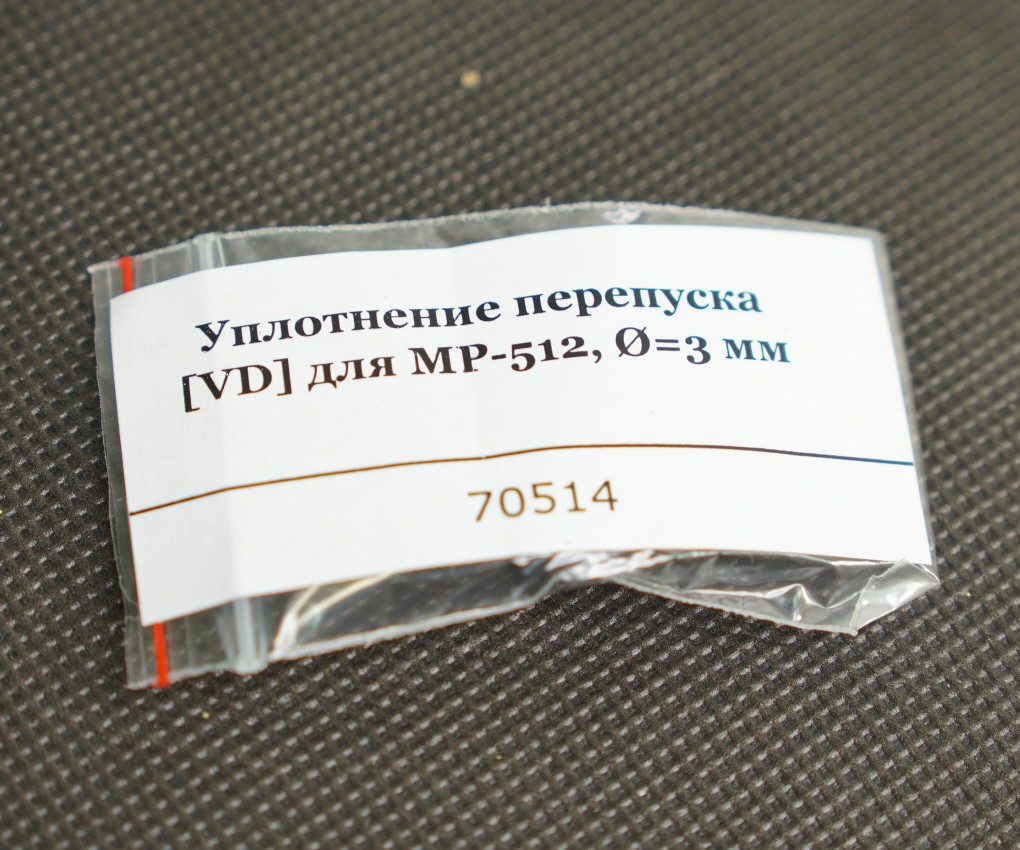 Уплотнение перепуска
[VD] для МР-512, Ø=3 мм
70514